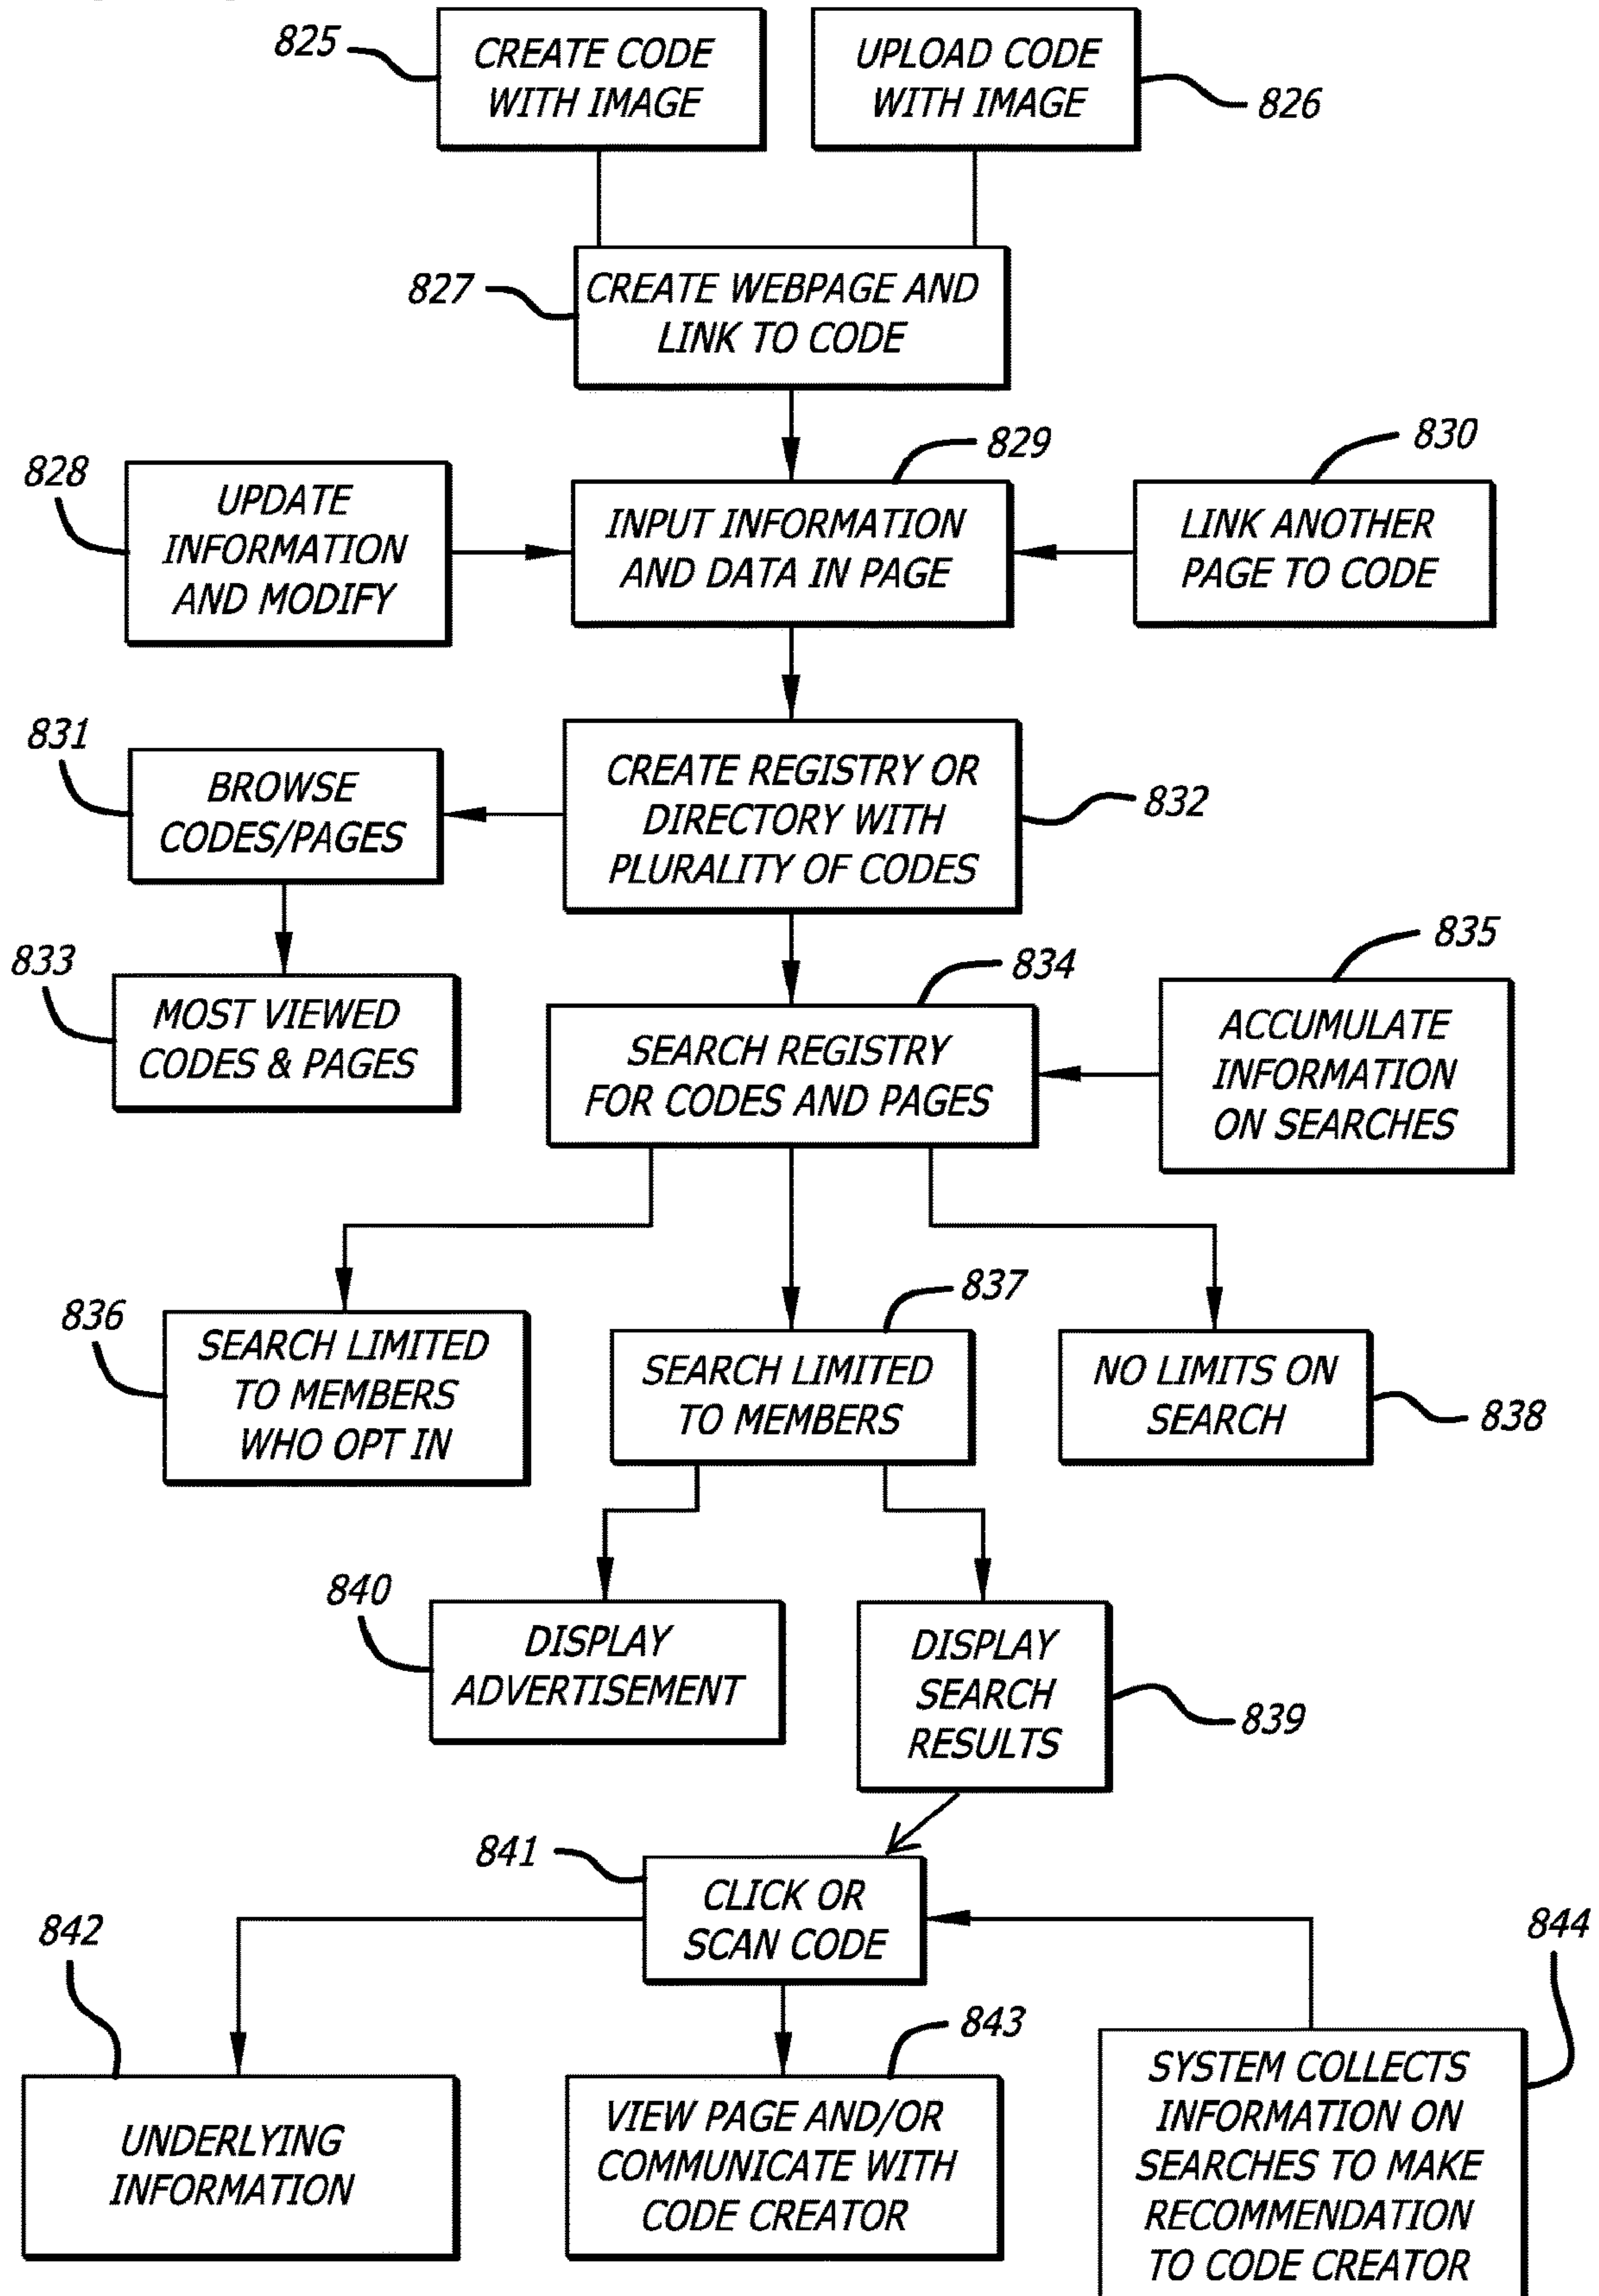 825
CREATE CODE
WITH IMAGE
UPLOAD CODE
WITH IMAGE
826
827
CREATE WEBPAGE AND
LINK TO CODE
828
UPDATE
INFORMATION
AND MODIFY
829
INPUT INFORMATION
AND DATA IN PAGE
830
LINK ANOTHER
PAGE TO CODE
831
BROWSE
CODES/PAGES
CREATE REGISTRY OR
DIRECTORY WITH
PLURALITY OF CODES
832
833
MOST VIEWED
CODES & PAGES
834
SEARCH REGISTRY
FOR CODES AND PAGES
835
ACCUMULATE
INFORMATION
ON SEARCHES
836
SEARCH LIMITED
TO MEMBERS
WHO OPT IN
837
SEARCH LIMITED
TO MEMBERS
NO LIMITS ON
SEARCH
838
840
DISPLAY
ADVERTISEMENT
DISPLAY
SEARCH
RESULTS
839
841
CLICK OR
SCAN CODE
842
UNDERLYING
INFORMATION
843
VIEW PAGE AND/OR
COMMUNICATE WITH
CODE CREATOR
844
SYSTEM COLLECTS
INFORMATION ON
SEARCHES TO MAKE
RECOMMENDATION
TO CODE CREATOR